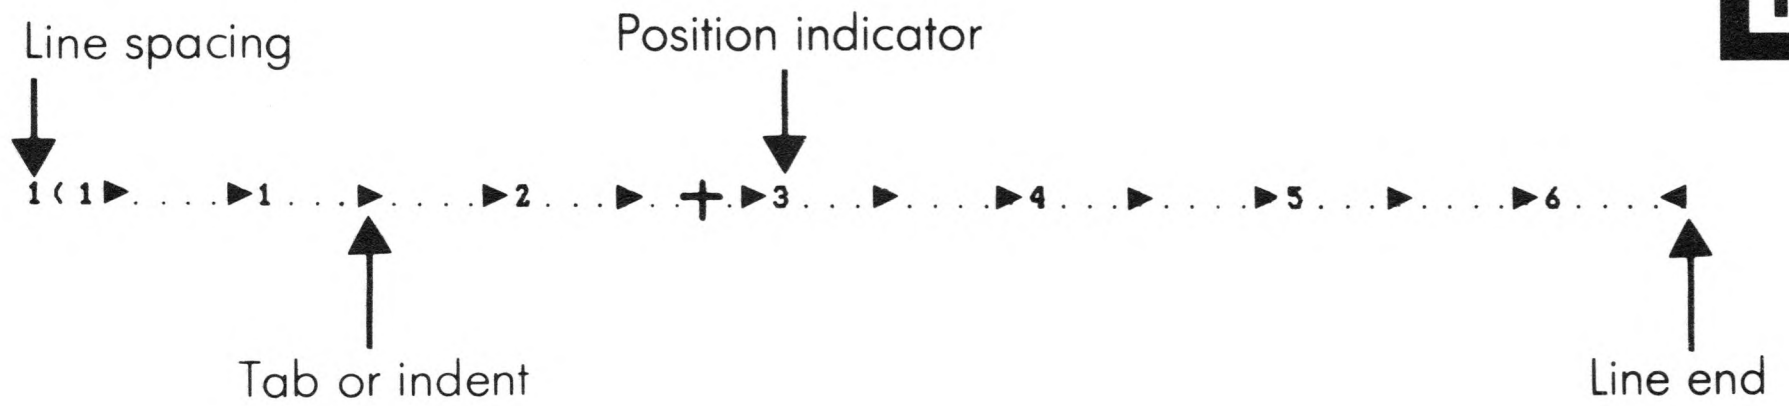 Line spacing Position indicator
1(1►....►1...►....►2...►..+.►3...►....►4...►....►5...►....►6....◄
Tab or indent Line end